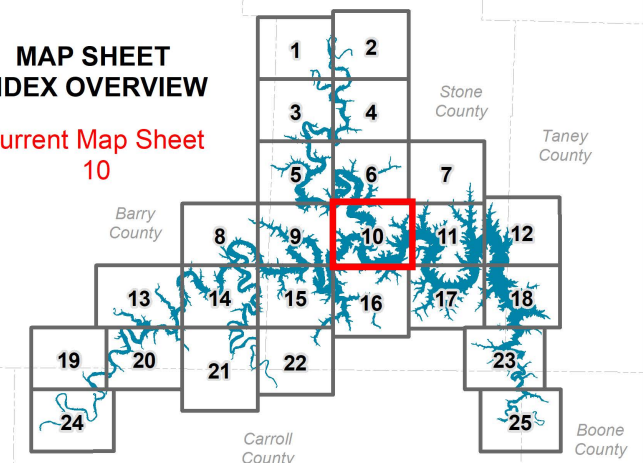 MAP SHEET
NDEX OVERVIEW
urrent Map Sheet
10
1
2
Stone
County
3
4
Taney
County
5
6
7
Barry
County
8
9
10
11
12
13
14
15
16
17
18
19
20
21
22
23
24
25
Carroll
County
Boone
County